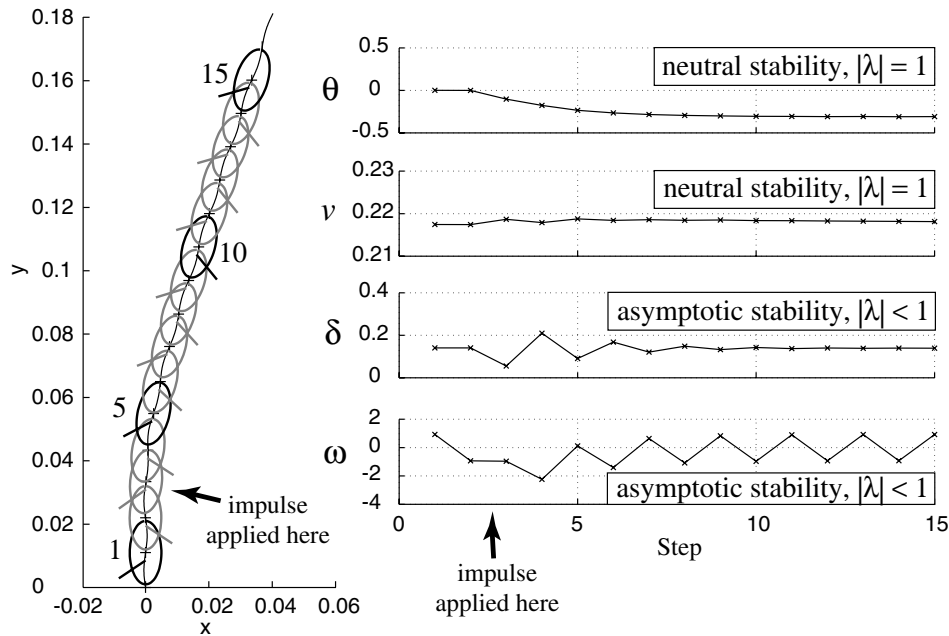 0.18
0.16
0.14
0.12
0.1
0.08
0.06
0.04
0.02
0
y
-0.02
0
0.02
0.04
0.06
x
15
10
5
1
impulse
applied here
θ
0.5
0
-0.5
neutral stability, |λ| = 1
v
0.23
0.22
0.21
neutral stability, |λ| = 1
δ
0.4
0.2
0
asymptotic stability, |λ| < 1
ω
2
0
-2
-4
asymptotic stability, |λ| < 1
0
5
10
15
Step
impulse
applied here